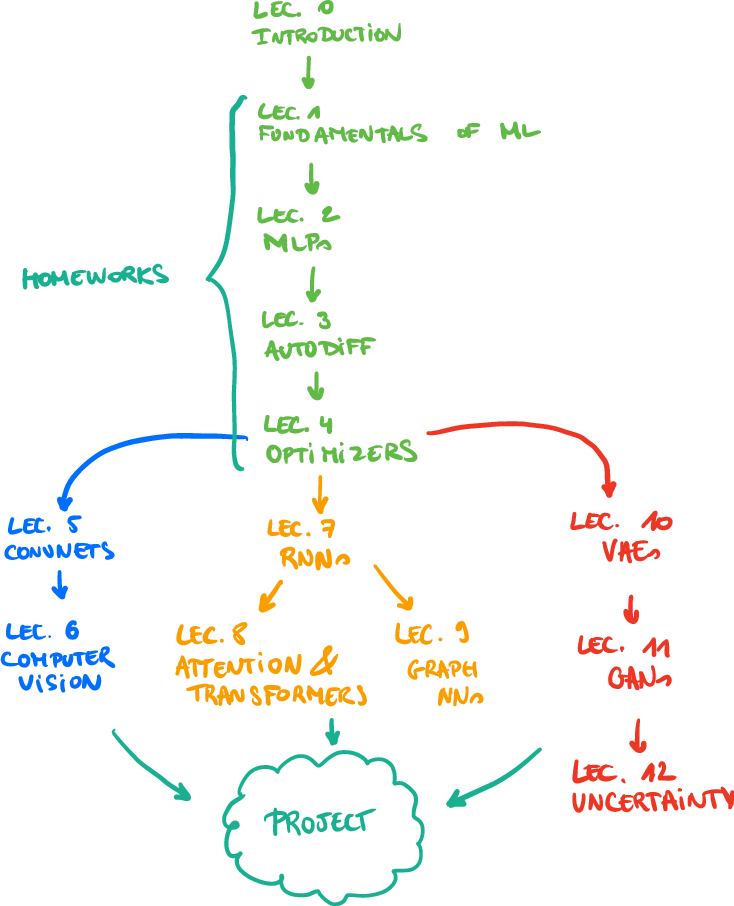 LEC. 0
INTRODUCTION
LEC. 1
FUNDAMENTALS OF ML
LEC. 2
MLPs
HOMEWORKS
LEC. 3
AUTODIFF
LEC. 4
OPTIMIZERS
LEC. 5
CONVNETS
LEC. 6
COMPUTER
VISION
LEC. 7
RNNs
LEC. 8
ATTENTION &
TRANSFORMERS
LEC. 9
GRAPH
NNs
LEC. 10
VAEs
LEC. 11
GANs
LEC. 12
UNCERTAINTY
PROJECT